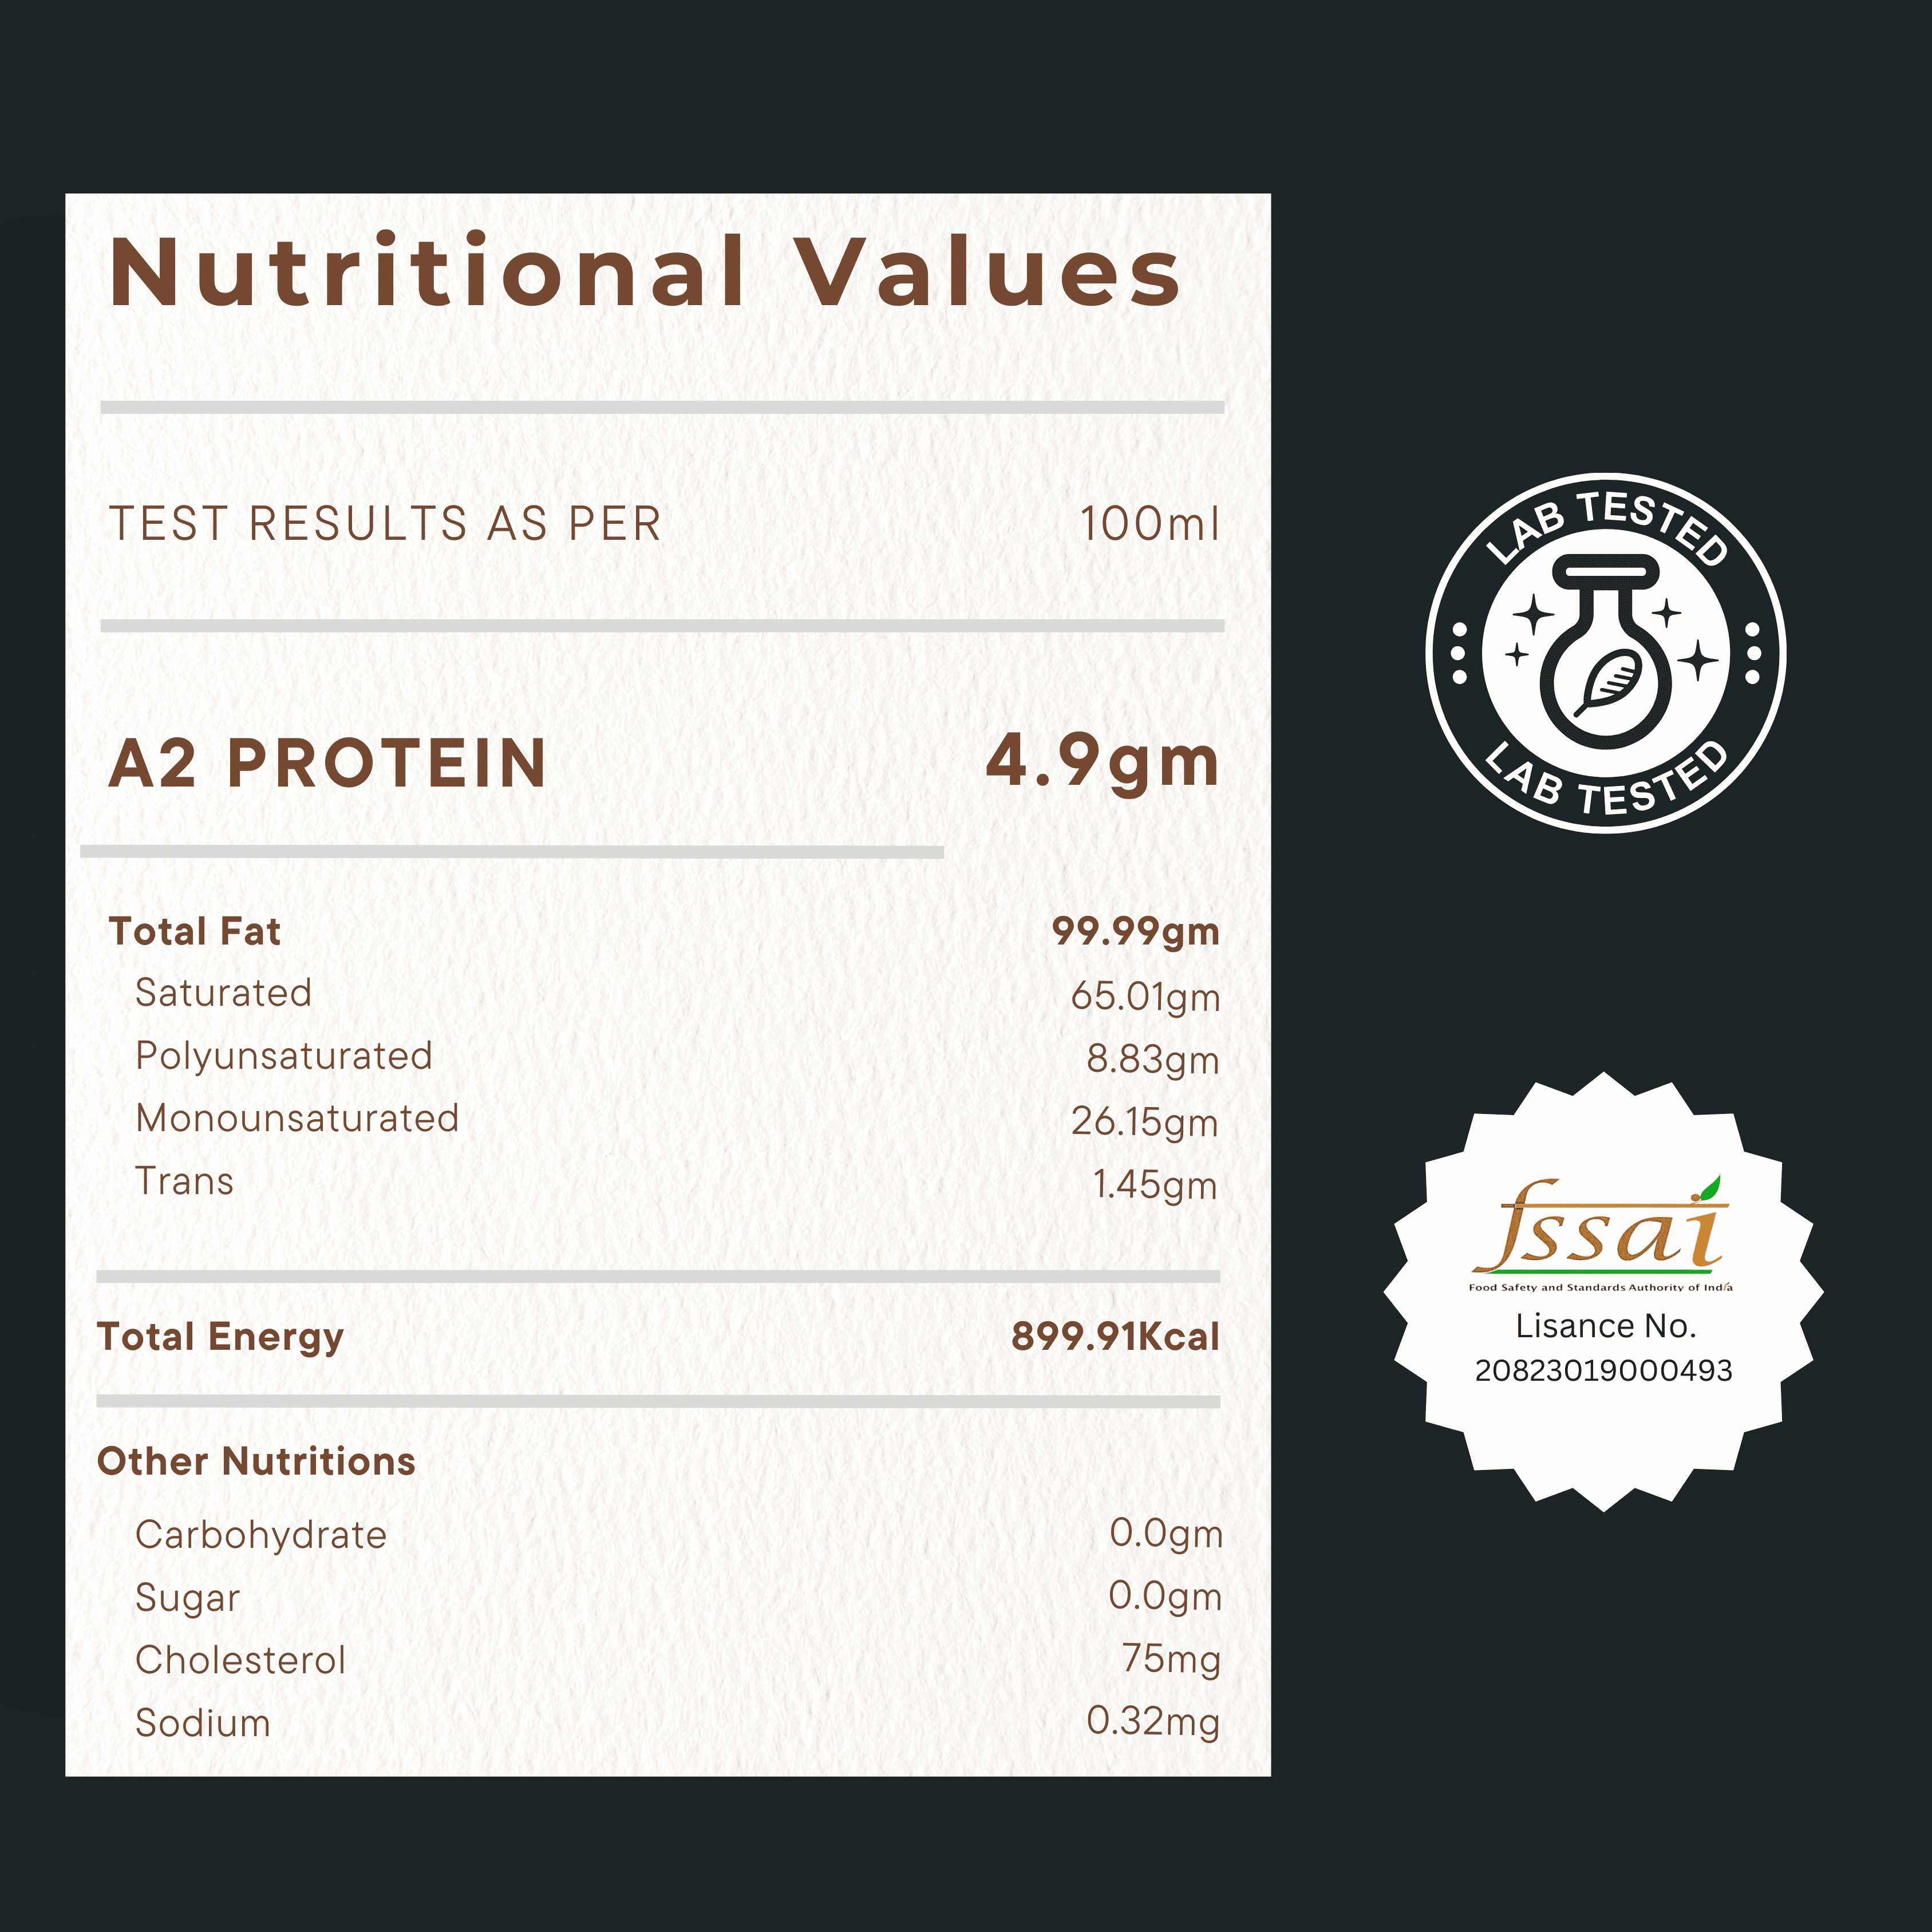 Nutritional Values
TEST RESULTS AS PER 100ml
A2 PROTEIN 4.9gm
Total Fat 99.99gm
Saturated 65.01gm
Polyunsaturated 8.83gm
Monounsaturated 26.15gm
Trans 1.45gm
Total Energy 899.91Kcal
Other Nutritions
Carbohydrate 0.0gm
Sugar 0.0gm
Cholesterol 75mg
Sodium 0.32mg
LAB TESTED
LAB TESTED
fssai
Food Safety and Standards Authority of India
Lisance No.
20823019000493